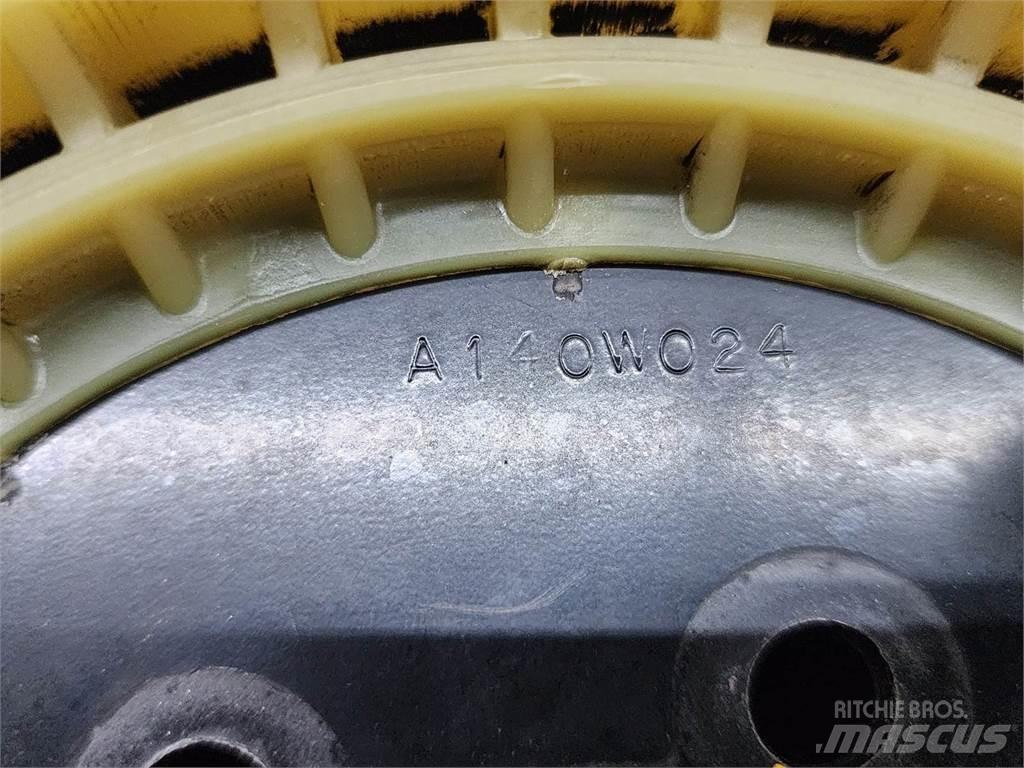 A140W024
RITCHIE BROS.
MASCUS